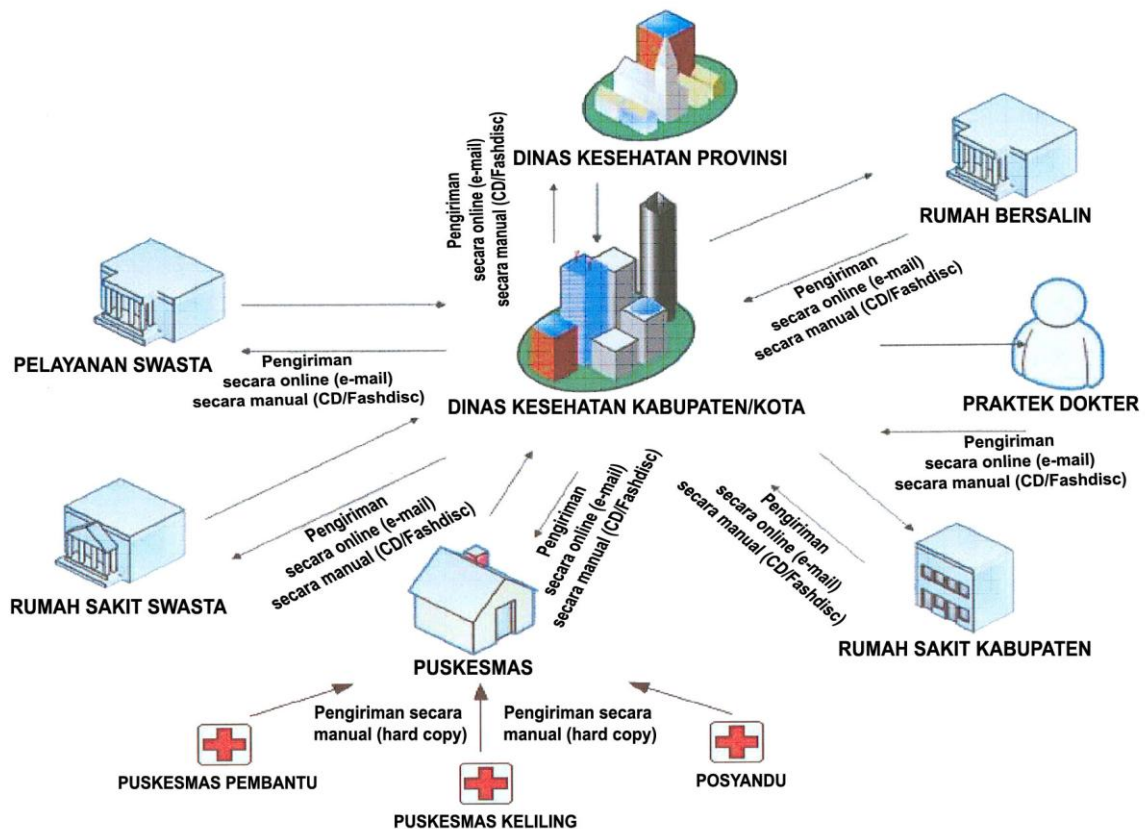 DINAS KESEHATAN PROVINSI
Pengiriman
secara online (e-mail)
secara manual (CD/Fashdisc)
RUMAH BERSALIN
Pengiriman
secara online (e-mail)
secara manual (CD/Fashdisc)
PELAYANAN SWASTA
Pengiriman
secara online (e-mail)
secara manual (CD/Fashdisc)
DINAS KESEHATAN KABUPATEN/KOTA
PRAKTEK DOKTER
Pengiriman
secara online (e-mail)
secara manual (CD/Fashdisc)
RUMAH SAKIT SWASTA
Pengiriman
secara online (e-mail)
secara manual (CD/Fashdisc)
Pengiriman
secara online (e-mail)
secara manual (CD/Fashdisc)
Pengiriman
secara online (e-mail)
secara manual (CD/Fashdisc)
RUMAH SAKIT KABUPATEN
PUSKESMAS
Pengiriman secara
manual (hard copy)
Pengiriman secara
manual (hard copy)
PUSKESMAS PEMBANTU
PUSKESMAS KELILING
POSYANDU